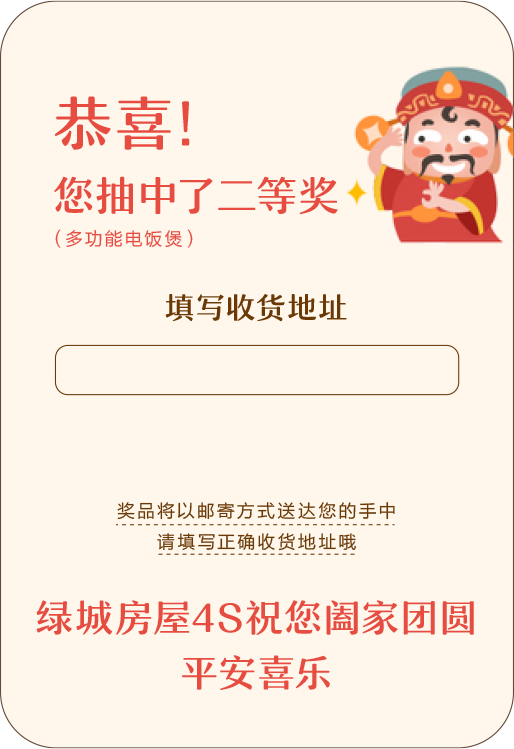 恭喜!
您抽中了二等奖
(多功能电饭煲)
填写收货地址
奖品将以邮寄方式送达您的手中
请填写正确收货地址哦
绿城房屋4S祝您阖家团圆
平安喜乐